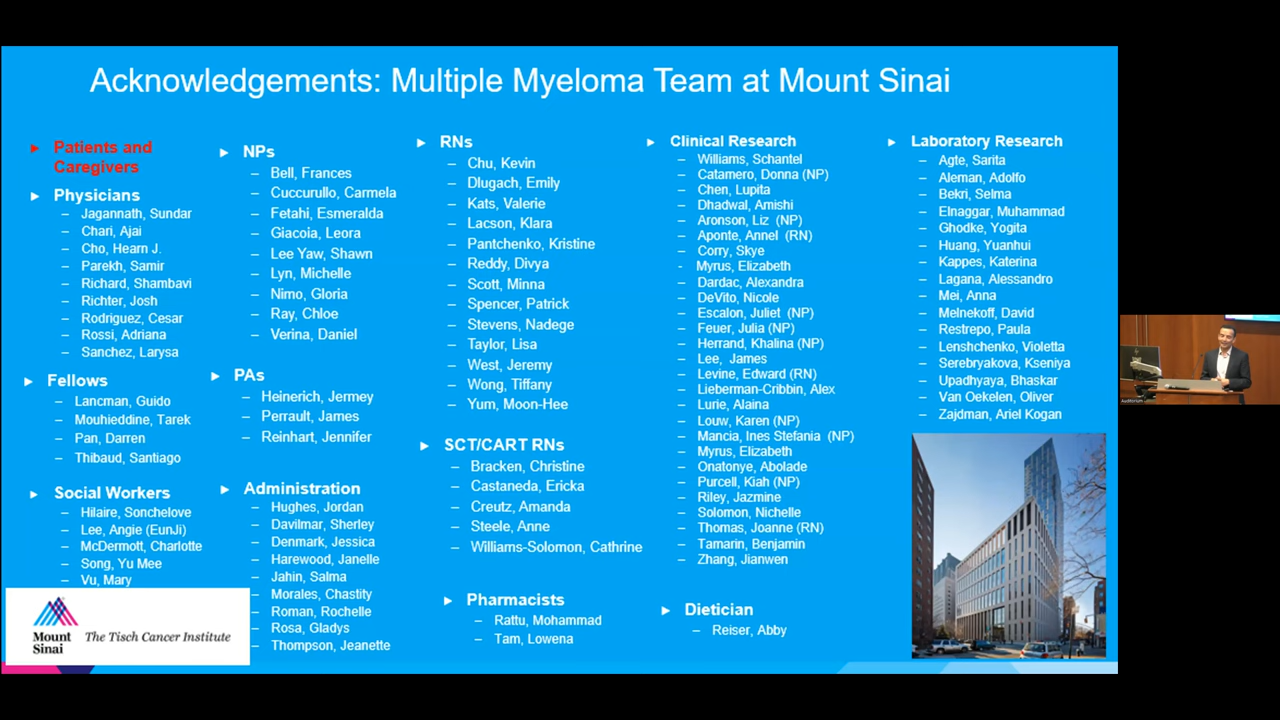 Acknowledgements: Multiple Myeloma Team at Mount Sinai
Patients and
Caregivers
Physicians
– Jagannath, Sundar
– Chari, Ajai
– Cho, Hearn J.
– Parekh, Samir
– Richard, Shambavi
– Richter, Josh
– Rodriguez, Cesar
– Rossi, Adriana
– Sanchez, Larysa
Fellows
– Lancman, Guido
– Mouhieddine, Tarek
– Pan, Darren
– Thibaud, Santiago
Social Workers
– Hilaire, Sonchelove
– Lee, Angie (EunJi)
– McDermott, Charlotte
– Song, Yu Mee
– Vu, Mary
NPs
– Bell, Frances
– Cuccurullo, Carmela
– Fetahi, Esmeralda
– Giacoia, Leora
– Lee Yaw, Shawn
– Lyn, Michelle
– Nimo, Gloria
– Ray, Chloe
– Verina, Daniel
PAs
– Heinerich, Jermey
– Perrault, James
– Reinhart, Jennifer
Administration
– Hughes, Jordan
– Davilmar, Sherley
– Denmark, Jessica
– Harewood, Janelle
– Jahin, Salma
– Morales, Chastity
– Roman, Rochelle
– Rosa, Gladys
– Thompson, Jeanette
RNs
– Chu, Kevin
– Dlugach, Emily
– Kats, Valerie
– Lacson, Klara
– Pantchenko, Kristine
– Reddy, Divya
– Scott, Minna
– Spencer, Patrick
– Stevens, Nadege
– Taylor, Lisa
– West, Jeremy
– Wong, Tiffany
– Yum, Moon-Hee
SCT/CART RNs
– Bracken, Christine
– Castaneda, Ericka
– Creutz, Amanda
– Steele, Anne
– Williams-Solomon, Cathrine
Pharmacists
– Rattu, Mohammad
– Tam, Lowena
Clinical Research
– Williams, Schantel
– Catamero, Donna (NP)
– Chen, Lupita
– Dhadwal, Amishi
– Aronson, Liz (NP)
– Aponte, Annel (RN)
– Corry, Skye
- Myrus, Elizabeth
– Dardac, Alexandra
– DeVito, Nicole
– Escalon, Juliet (NP)
– Feuer, Julia (NP)
– Herrand, Khalina (NP)
– Lee, James
– Levine, Edward (RN)
– Lieberman-Cribbin, Alex
– Lurie, Alaina
– Louw, Karen (NP)
– Mancia, Ines Stefania (NP)
– Myrus, Elizabeth
– Onatonye, Abolade
– Purcell, Kiah (NP)
– Riley, Jazmine
– Solomon, Nichelle
– Thomas, Joanne (RN)
– Tamarin, Benjamin
– Zhang, Jianwen
Dietician
– Reiser, Abby
Laboratory Research
– Agte, Sarita
– Aleman, Adolfo
– Bekri, Selma
– Elnaggar, Muhammad
– Ghodke, Yogita
– Huang, Yuanhui
– Kappes, Katerina
– Lagana, Alessandro
– Mei, Anna
– Melnekoff, David
– Restrepo, Paula
– Lenshchenko, Violetta
– Serebryakova, Kseniya
– Upadhyaya, Bhaskar
– Van Oekelen, Oliver
– Zajdman, Ariel Kogan
Mount
Sinai
The Tisch Cancer Institute
Auditorium